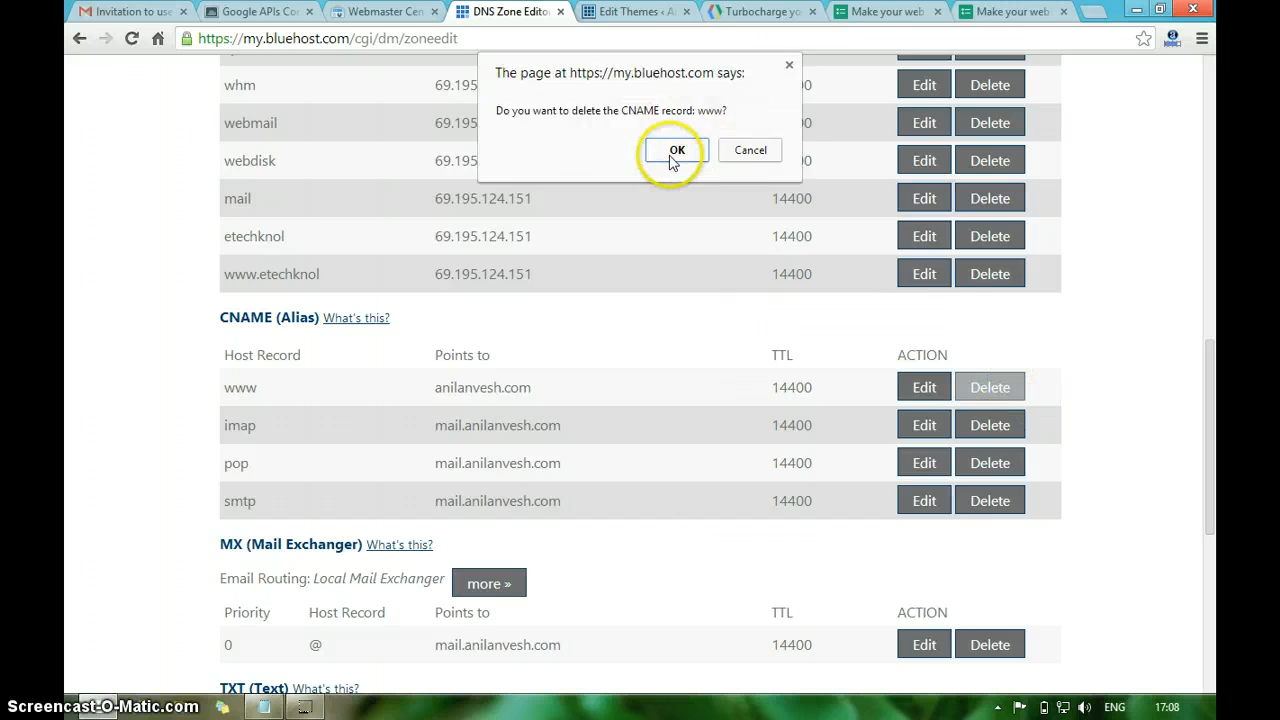 Invitation to use
Google APIs Co
Webmaster Cen
DNS Zone Edito
Edit Themes ‹ A
Turbocharge yo
Make your web
Make your web
https://my.bluehost.com/cgi/dm/zoneedit
The page at https://my.bluehost.com says:
Do you want to delete the CNAME record: www?
OK Cancel
whm 69.195 00 Edit Delete
webmail 69.195 Edit Delete
webdisk 69.195 00 Edit Delete
mail 69.195.124.151 14400 Edit Delete
etechknol 69.195.124.151 14400 Edit Delete
www.etechknol 69.195.124.151 14400 Edit Delete
CNAME (Alias) What's this?
Host Record Points to TTL ACTION
www anilanvesh.com 14400 Edit Delete
imap mail.anilanvesh.com 14400 Edit Delete
pop mail.anilanvesh.com 14400 Edit Delete
smtp mail.anilanvesh.com 14400 Edit Delete
MX (Mail Exchanger) What's this?
Email Routing: Local Mail Exchanger more »
Priority Host Record Points to TTL ACTION
0 @ mail.anilanvesh.com 14400 Edit Delete
TXT (Text) What's this?
Screencast-O-Matic.com
ENG 17:08